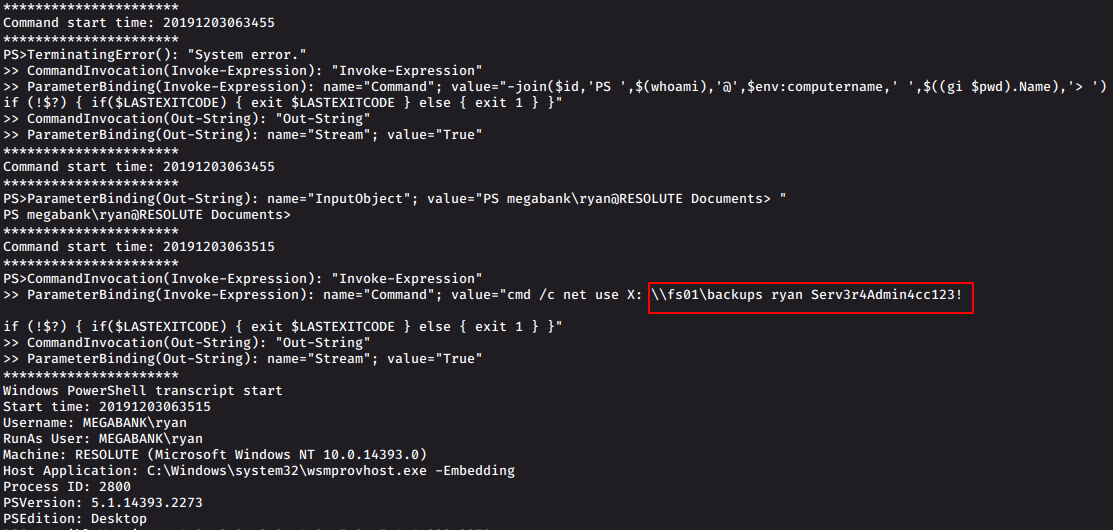 **********************
Command start time: 20191203063455
**********************
PS>TerminatingError(): "System error."
>> CommandInvocation(Invoke-Expression): "Invoke-Expression"
>> ParameterBinding(Invoke-Expression): name="Command"; value="-join($id,'PS ',$(whoami),'@',$env:computername,' ',$((gi $pwd).Name),'> ')
if (!$?) { if($LASTEXITCODE) { exit $LASTEXITCODE } else { exit 1 } }"
>> CommandInvocation(Out-String): "Out-String"
>> ParameterBinding(Out-String): name="Stream"; value="True"
**********************
Command start time: 20191203063455
**********************
PS>ParameterBinding(Out-String): name="InputObject"; value="PS megabank\ryan@RESOLUTE Documents> "
PS megabank\ryan@RESOLUTE Documents>
**********************
Command start time: 20191203063515
**********************
PS>CommandInvocation(Invoke-Expression): "Invoke-Expression"
>> ParameterBinding(Invoke-Expression): name="Command"; value="cmd /c net use X: \\fs01\backups ryan Serv3r4Admin4cc123!
if (!$?) { if($LASTEXITCODE) { exit $LASTEXITCODE } else { exit 1 } }"
>> CommandInvocation(Out-String): "Out-String"
>> ParameterBinding(Out-String): name="Stream"; value="True"
**********************
Windows PowerShell transcript start
Start time: 20191203063515
Username: MEGABANK\ryan
RunAs User: MEGABANK\ryan
Machine: RESOLUTE (Microsoft Windows NT 10.0.14393.0)
Host Application: C:\Windows\system32\wsmprovhost.exe -Embedding
Process ID: 2800
PSVersion: 5.1.14393.2273
PSEdition: Desktop